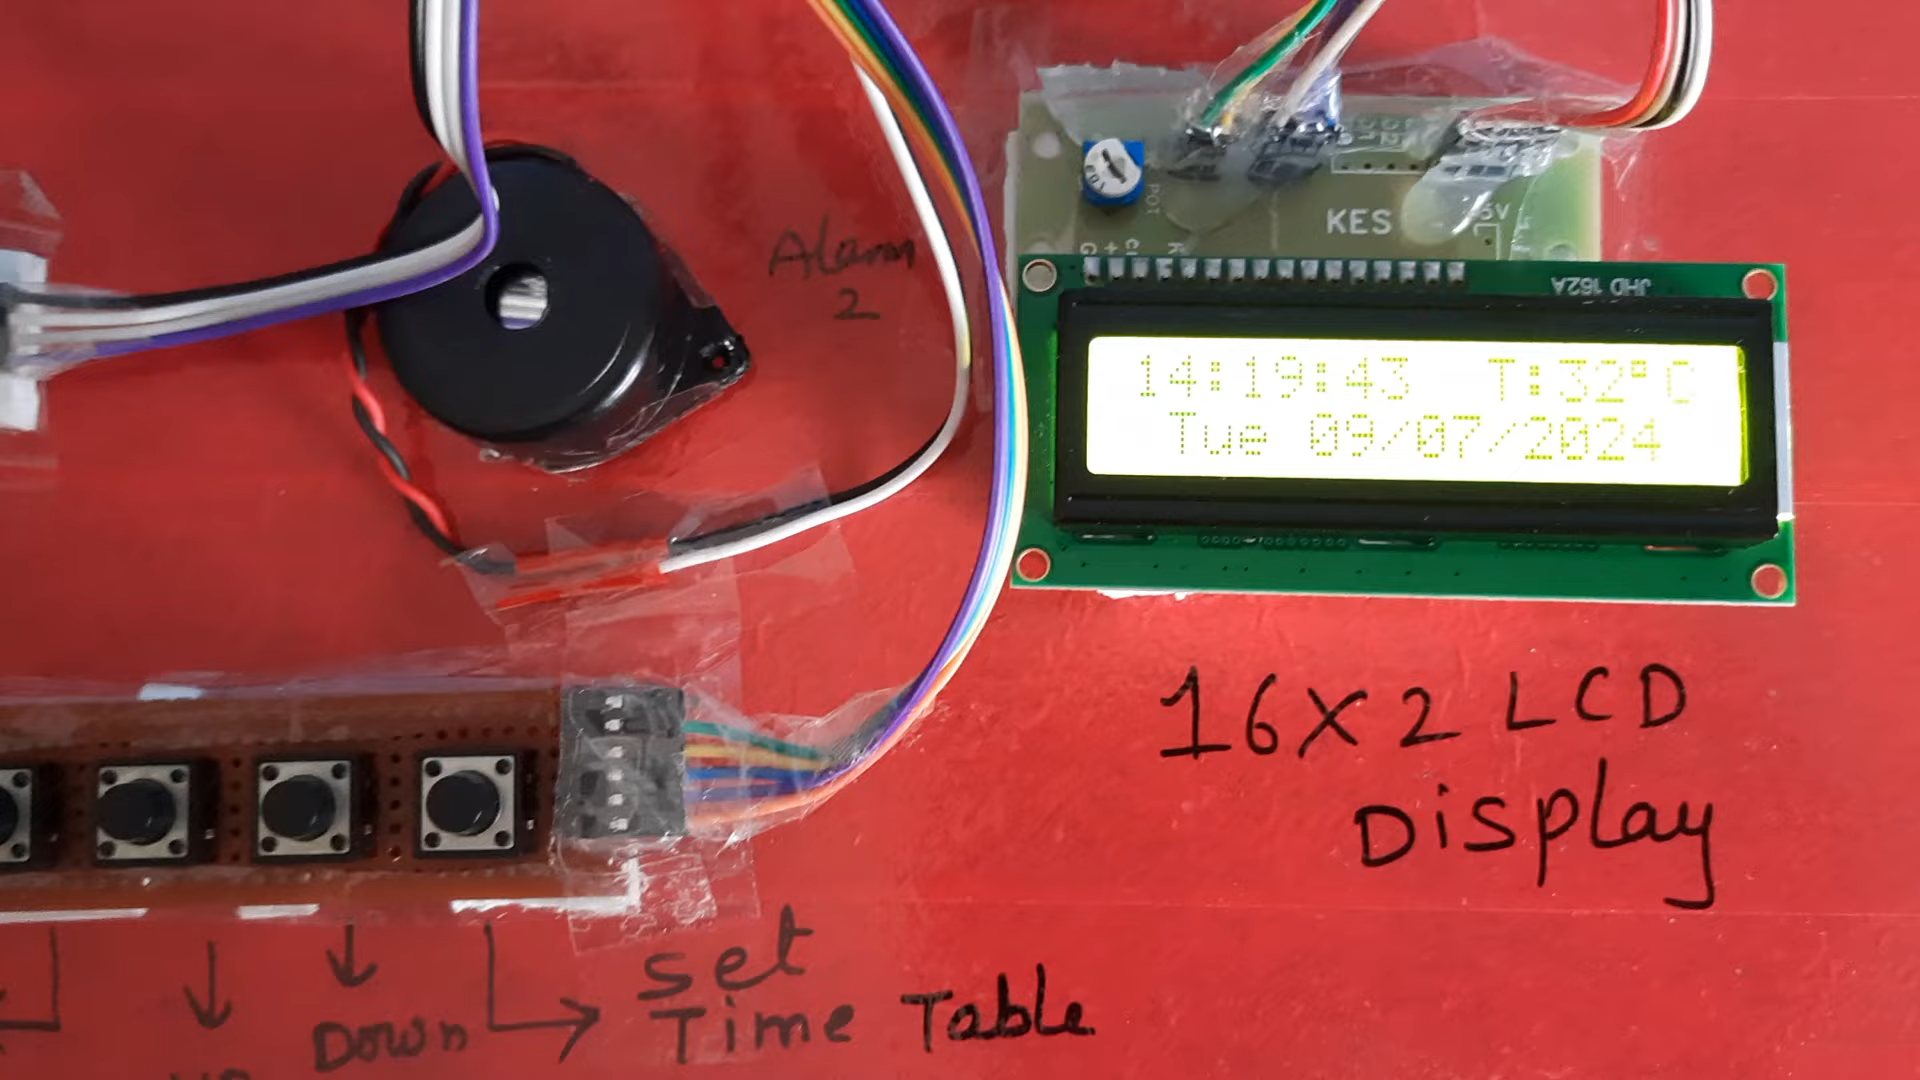 POT
KES
5V
JHD 162A
Alarm
2
14:19:43 T:32°C
Tue 09/07/2024
16X2 LCD
Display
set
Time Table
Down
UP